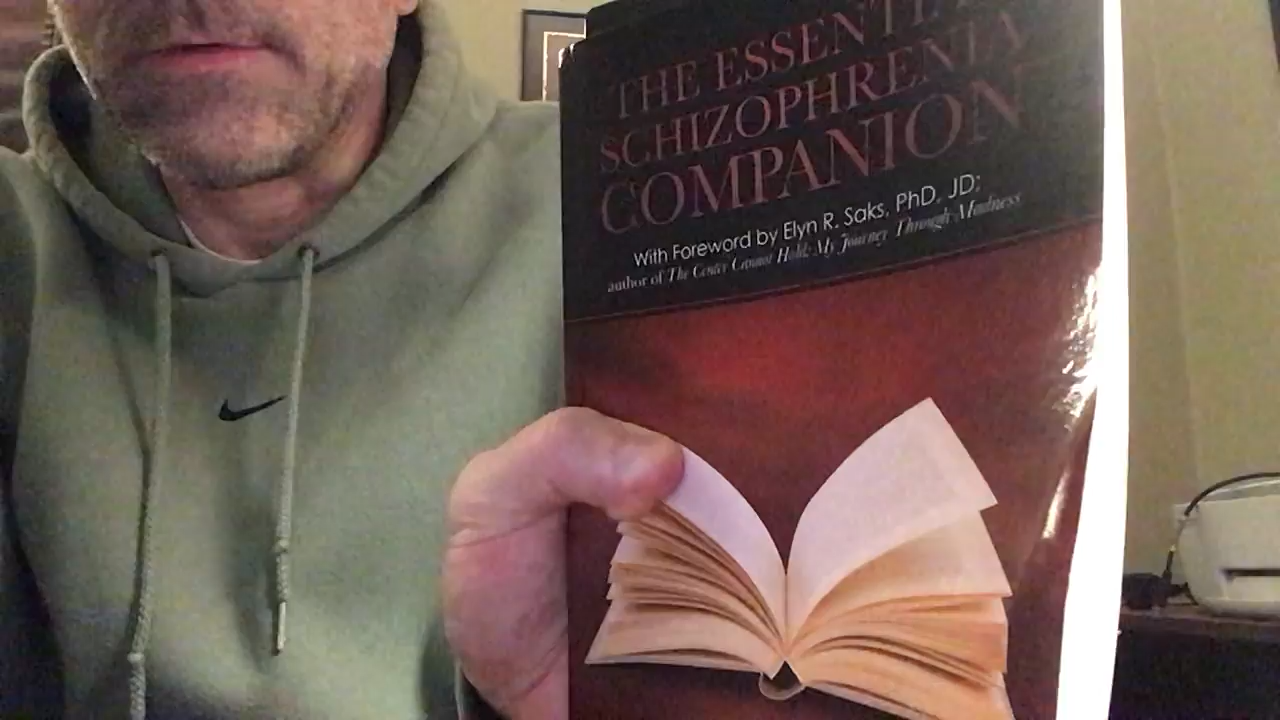 THE ESSENTIAL
SCHIZOPHRENIA
COMPANION
With Foreword by Elyn R. Saks, PhD, JD;
author of The Center Cannot Hold: My Journey Through Madness